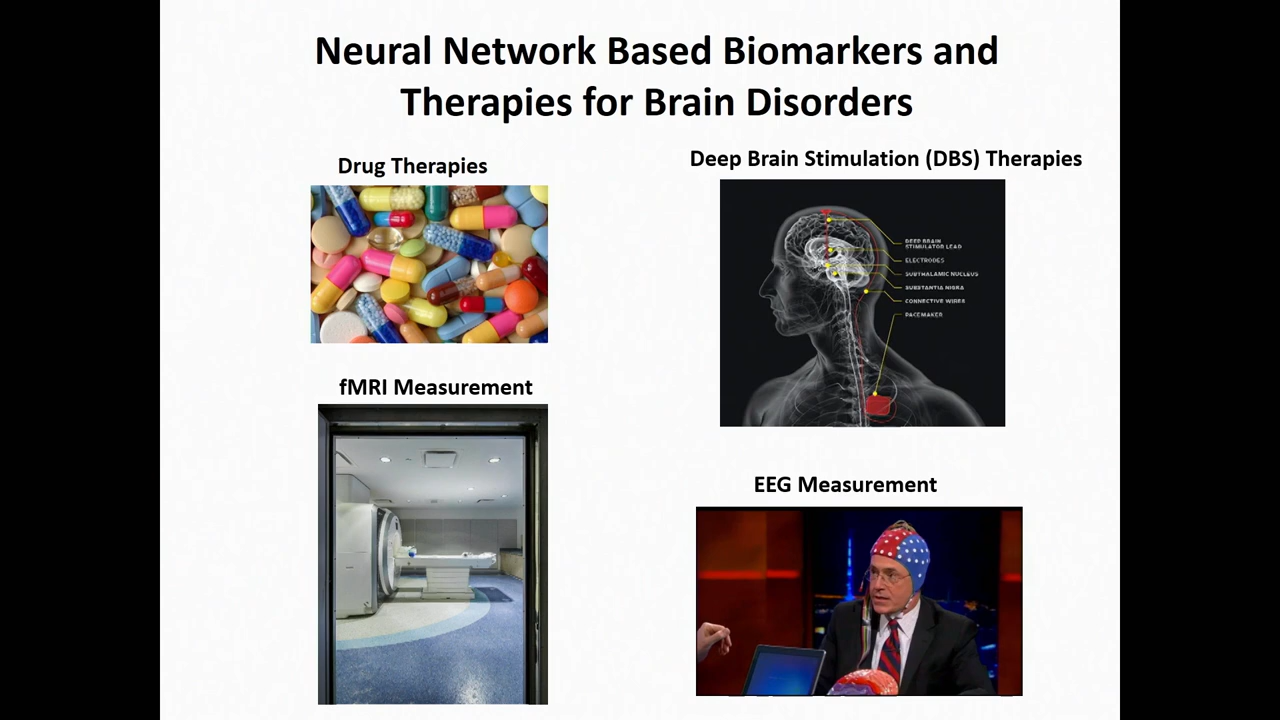 Neural Network Based Biomarkers and
Therapies for Brain Disorders
Drug Therapies
Deep Brain Stimulation (DBS) Therapies
DEEP BRAIN
STIMULATOR LEAD
ELECTRODES
SUBTHALAMIC NUCLEUS
SUBSTANTIA NIGRA
CONNECTIVE WIRES
PACEMAKER
fMRI Measurement
EEG Measurement